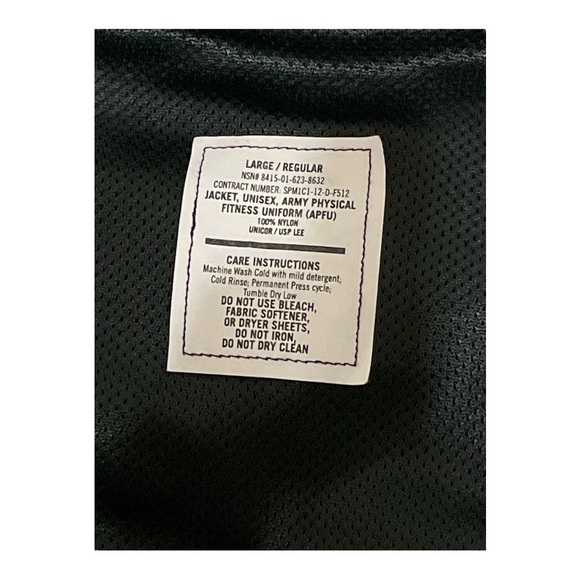 LARGE / REGULAR
NSN# 8415-01-623-8632
CONTRACT NUMBER: SPM1C1-12-D-F512
JACKET, UNISEX, ARMY PHYSICAL
FITNESS UNIFORM (APFU)
100% NYLON
UNICOR / USP LEE
CARE INSTRUCTIONS
Machine Wash Cold with mild detergent;
Cold Rinse; Permanent Press cycle;
Tumble Dry Low
DO NOT USE BLEACH,
FABRIC SOFTENER,
OR DRYER SHEETS,
DO NOT IRON,
DO NOT DRY CLEAN